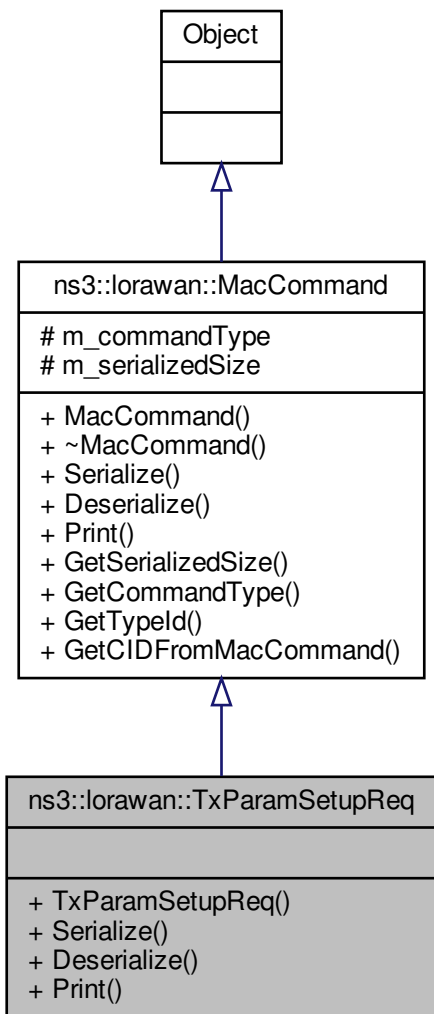 Object
ns3::lorawan::MacCommand
# m_commandType
# m_serializedSize
+ MacCommand()
+ ~MacCommand()
+ Serialize()
+ Deserialize()
+ Print()
+ GetSerializedSize()
+ GetCommandType()
+ GetTypeId()
+ GetCIDFromMacCommand()
ns3::lorawan::TxParamSetupReq
+ TxParamSetupReq()
+ Serialize()
+ Deserialize()
+ Print()